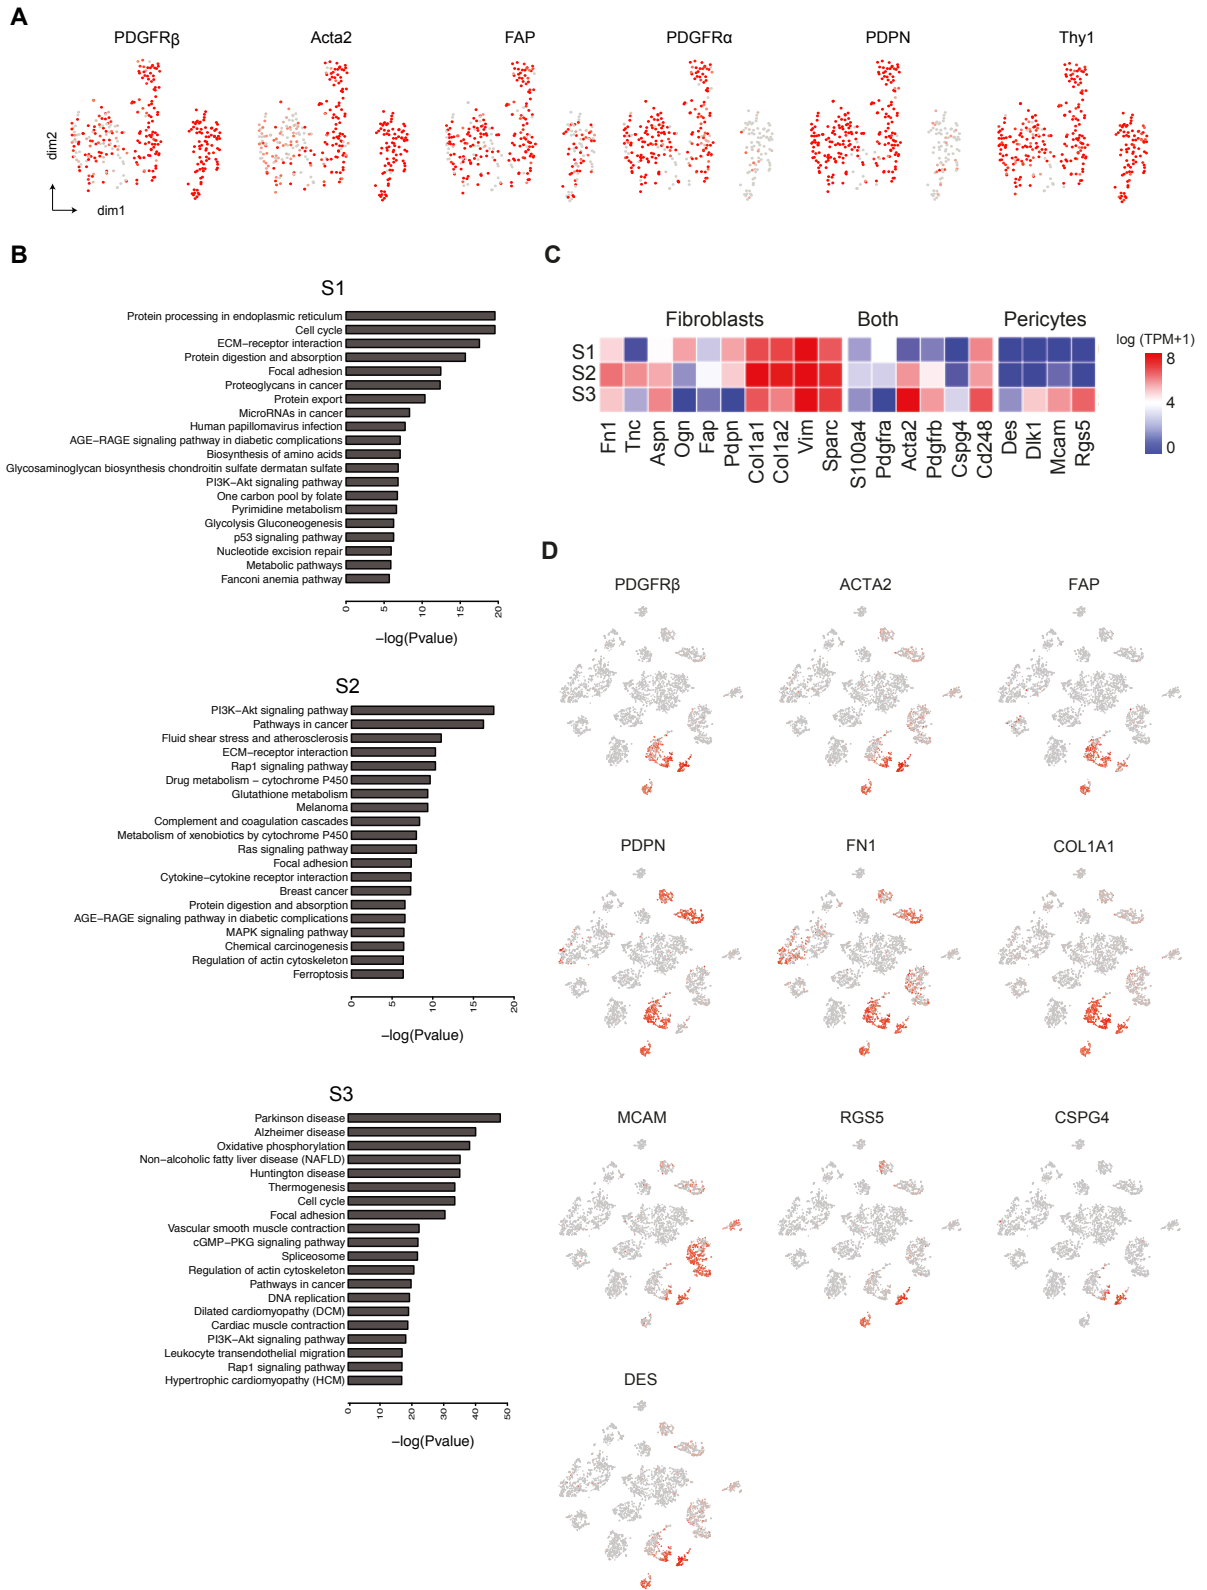 A
PDGFRβ Acta2 FAP PDGFRα PDPN Thy1
dim2
dim1
B
S1
Protein processing in endoplasmic reticulum
Cell cycle
ECM−receptor interaction
Protein digestion and absorption
Focal adhesion
Proteoglycans in cancer
Protein export
MicroRNAs in cancer
Human papillomavirus infection
AGE−RAGE signaling pathway in diabetic complications
Biosynthesis of amino acids
Glycosaminoglycan biosynthesis chondroitin sulfate dermatan sulfate
PI3K−Akt signaling pathway
One carbon pool by folate
Pyrimidine metabolism
Glycolysis Gluconeogenesis
p53 signaling pathway
Nucleotide excision repair
Metabolic pathways
Fanconi anemia pathway
0 5 10 15 20
−log(Pvalue)
S2
PI3K−Akt signaling pathway
Pathways in cancer
Fluid shear stress and atherosclerosis
ECM−receptor interaction
Rap1 signaling pathway
Drug metabolism − cytochrome P450
Glutathione metabolism
Melanoma
Complement and coagulation cascades
Metabolism of xenobiotics by cytochrome P450
Ras signaling pathway
Focal adhesion
Cytokine−cytokine receptor interaction
Breast cancer
Protein digestion and absorption
AGE−RAGE signaling pathway in diabetic complications
MAPK signaling pathway
Chemical carcinogenesis
Regulation of actin cytoskeleton
Ferroptosis
0 5 10 15 20
−log(Pvalue)
S3
Parkinson disease
Alzheimer disease
Oxidative phosphorylation
Non−alcoholic fatty liver disease (NAFLD)
Huntington disease
Thermogenesis
Cell cycle
Focal adhesion
Vascular smooth muscle contraction
cGMP−PKG signaling pathway
Spliceosome
Regulation of actin cytoskeleton
Pathways in cancer
DNA replication
Dilated cardiomyopathy (DCM)
Cardiac muscle contraction
PI3K−Akt signaling pathway
Leukocyte transendothelial migration
Rap1 signaling pathway
Hypertrophic cardiomyopathy (HCM)
0 10 20 30 40 50
−log(Pvalue)
C
Fibroblasts Both Pericytes
log (TPM+1)
S1
S2
S3
8
4
0
Fn1 Tnc Aspn Ogn Fap Pdpn Col1a1 Col1a2 Vim Sparc S100a4 Pdgfra Acta2 Pdgfrb Cspg4 Cd248 Des Dlk1 Mcam Rgs5
D
PDGFRβ ACTA2 FAP
PDPN FN1 COL1A1
MCAM RGS5 CSPG4
DES